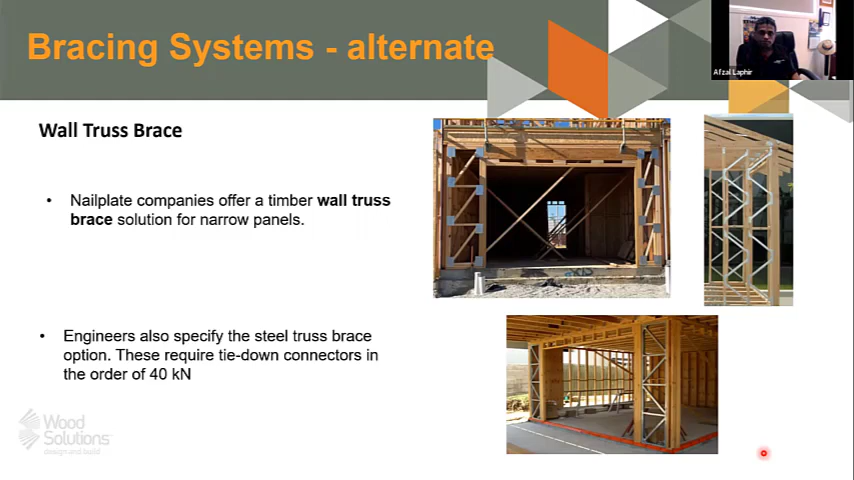 Bracing Systems - alternate
Afzal Laphir
Wall Truss Brace
• Nailplate companies offer a timber wall truss
brace solution for narrow panels.
• Engineers also specify the steel truss brace
option. These require tie-down connectors in
the order of 40 kN
Wood
Solutions
design and build